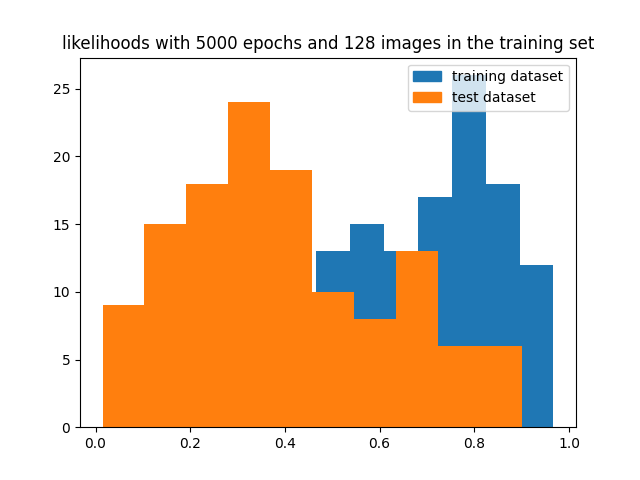 likelihoods with 5000 epochs and 128 images in the training set
training dataset
test dataset
25
20
15
10
5
0
0.0 0.2 0.4 0.6 0.8 1.0